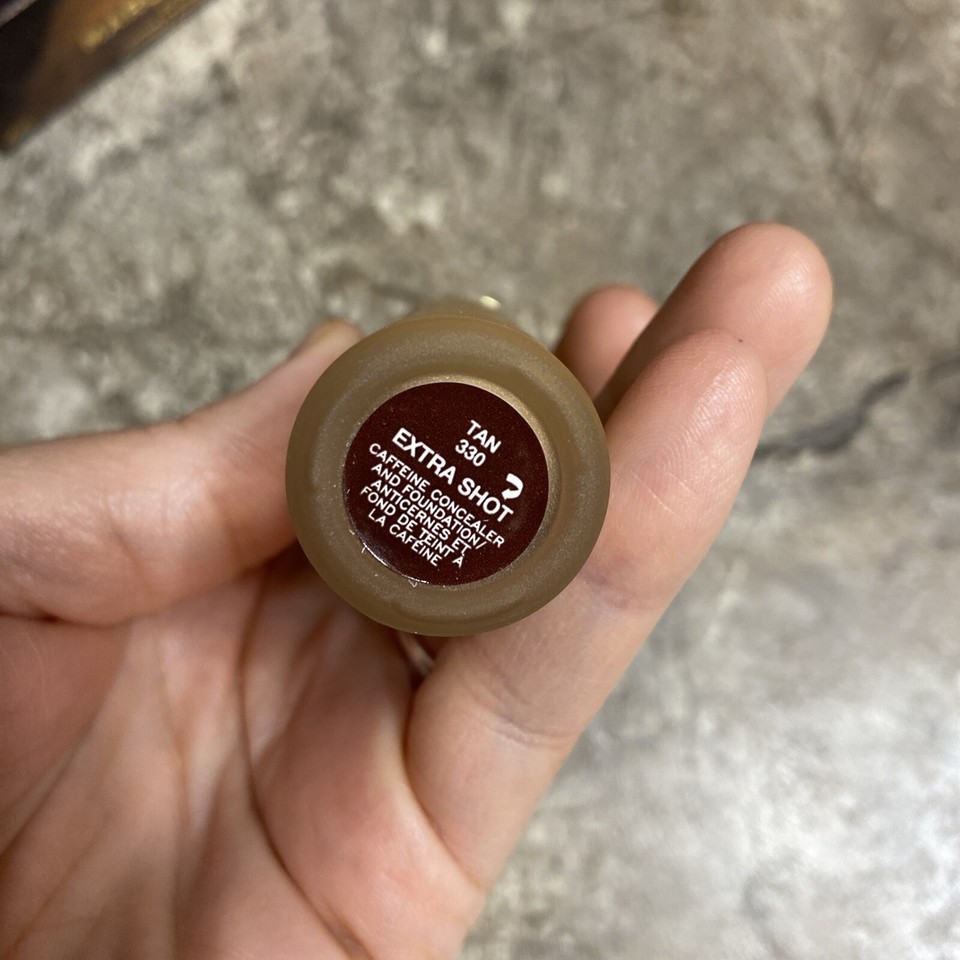 TAN
330
EXTRA SHOT
CAFFEINE CONCEALER
AND FOUNDATION/
ANTICERNES ET
FOND DE TEINT À
LA CAFÉINE